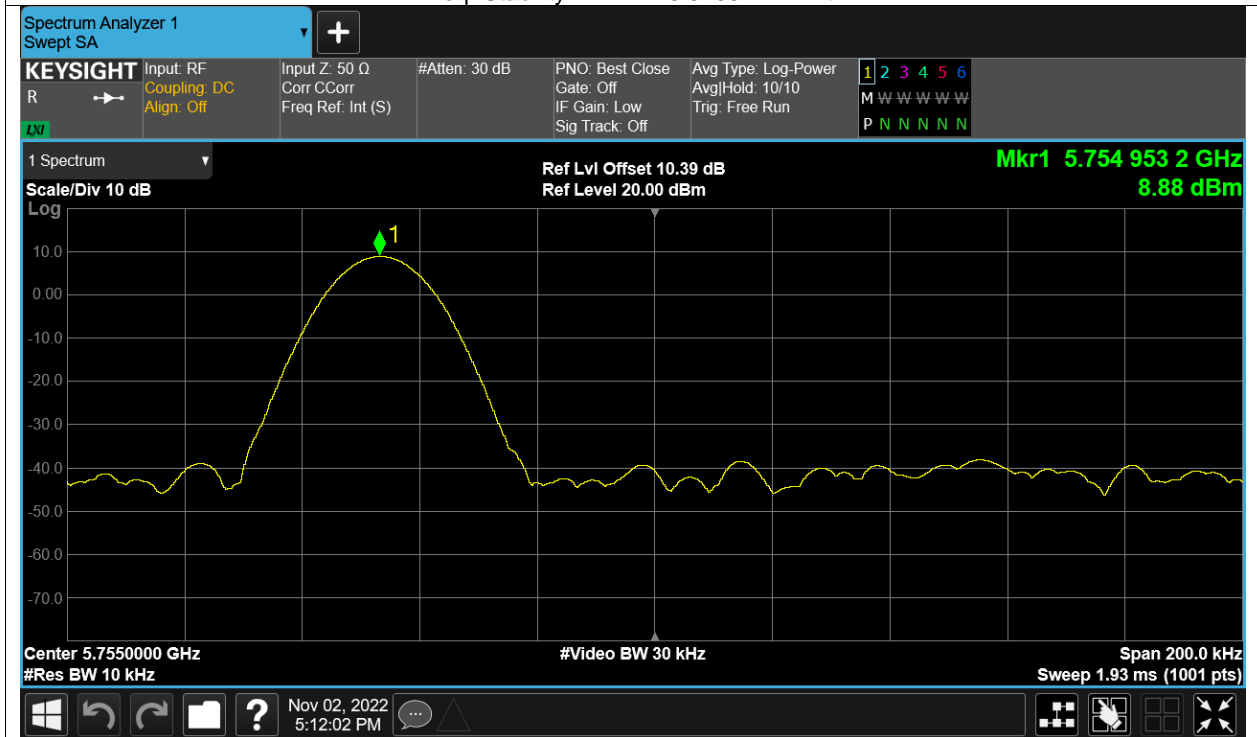 Spectrum Analyzer 1
Swept SA
KEYSIGHT
R
LXI
Input: RF
Coupling: DC
Align: Off
Input Z: 50 Ω
Corr CCorr
Freq Ref: Int (S)
#Atten: 30 dB
PNO: Best Close
Gate: Off
IF Gain: Low
Sig Track: Off
Avg Type: Log-Power
Avg|Hold: 10/10
Trig: Free Run
1 2 3 4 5 6
M W W W W W
P N N N N N
1 Spectrum
Scale/Div 10 dB
Log
Ref Lvl Offset 10.39 dB
Ref Level 20.00 dBm
Mkr1 5.754 953 2 GHz
8.88 dBm
1
10.0
0.00
-10.0
-20.0
-30.0
-40.0
-50.0
-60.0
-70.0
Center 5.7550000 GHz
#Res BW 10 kHz
#Video BW 30 kHz
Span 200.0 kHz
Sweep 1.93 ms (1001 pts)
?
Nov 02, 2022
5:12:02 PM